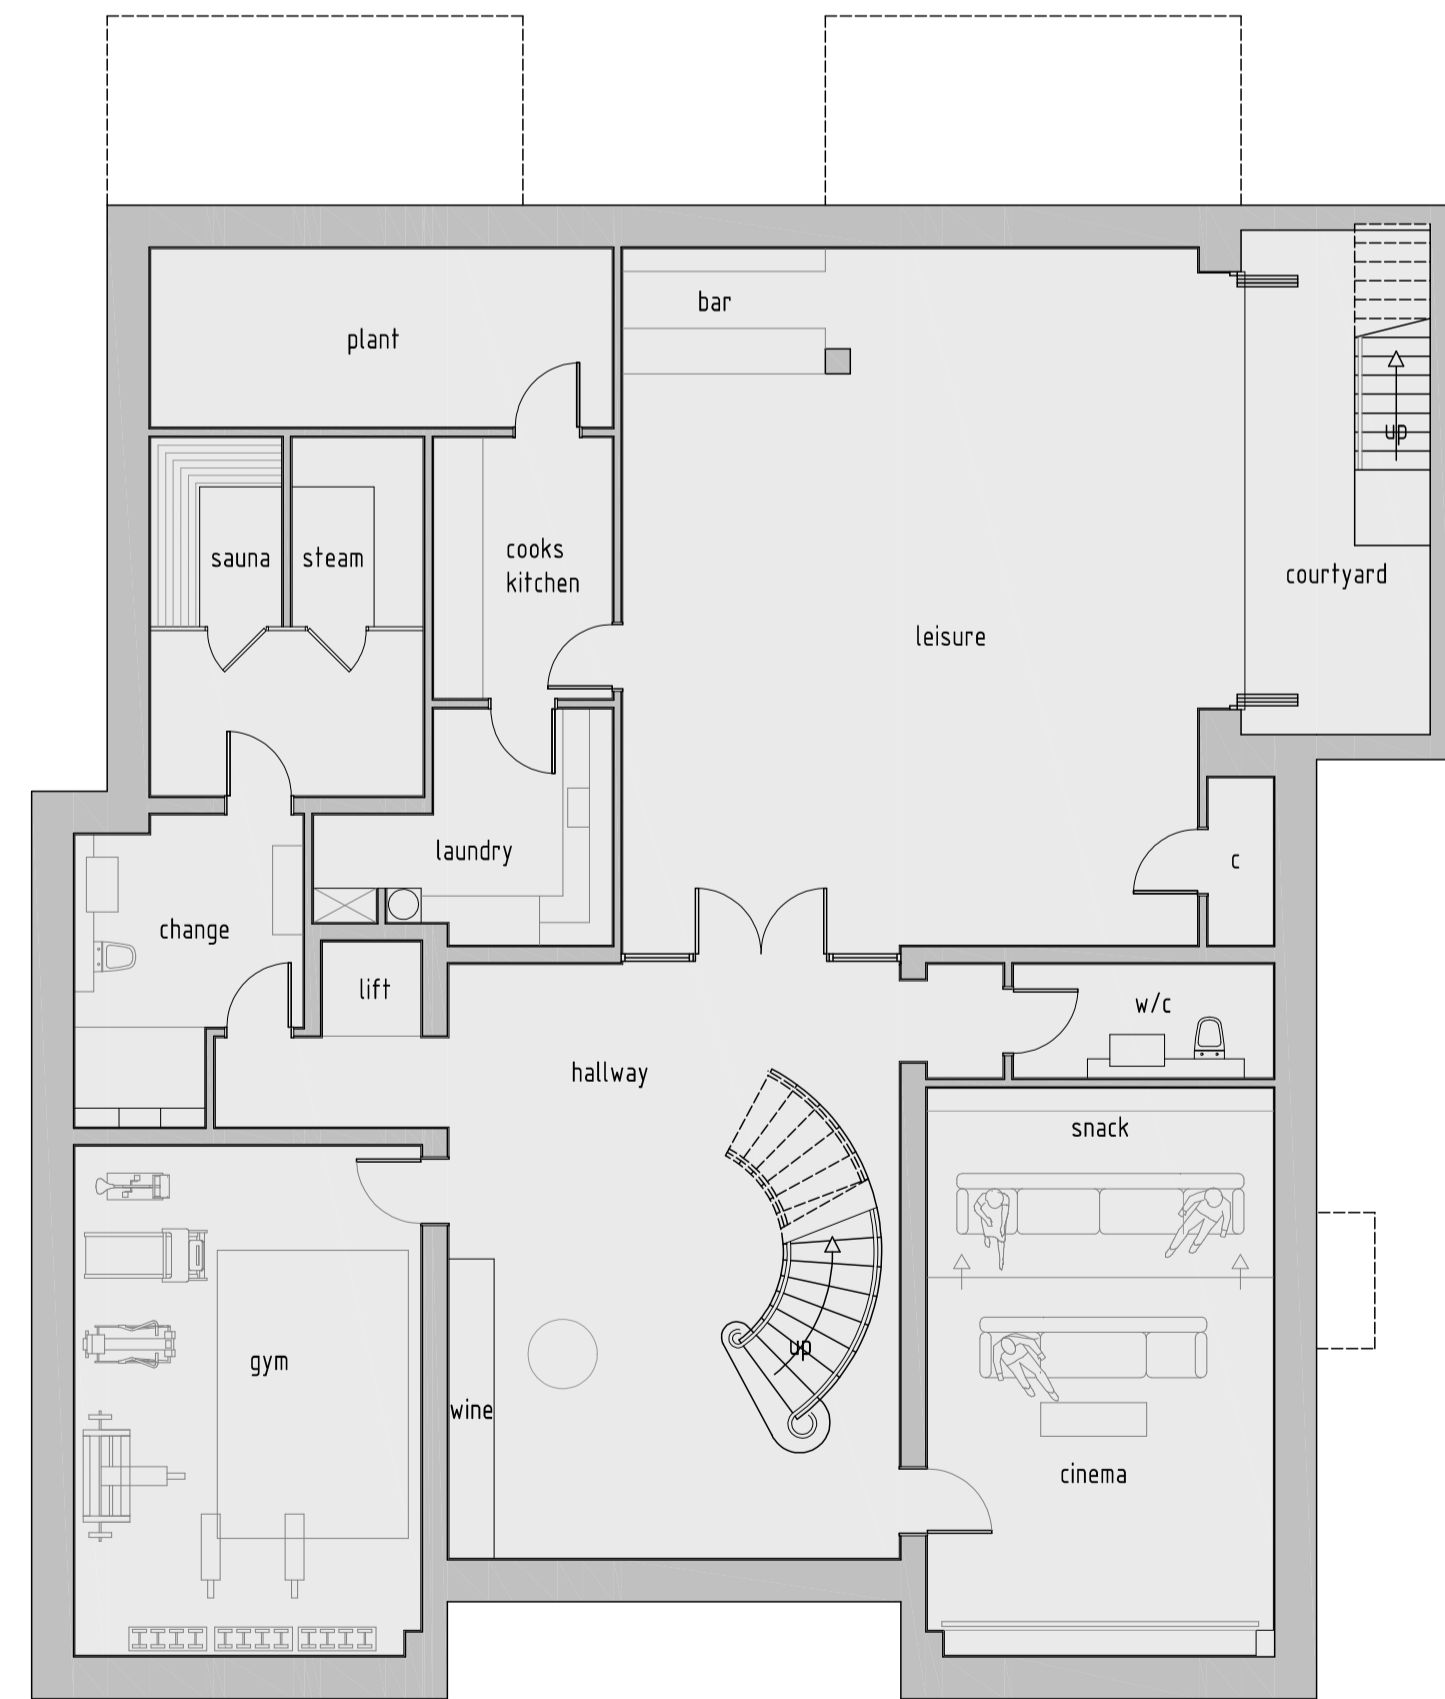 bar
plant
up
cooks
kitchen
sauna
steam
courtyard
leisure
laundry
c
change
lift
w/c
hallway
snack
up
gym
wine
cinema